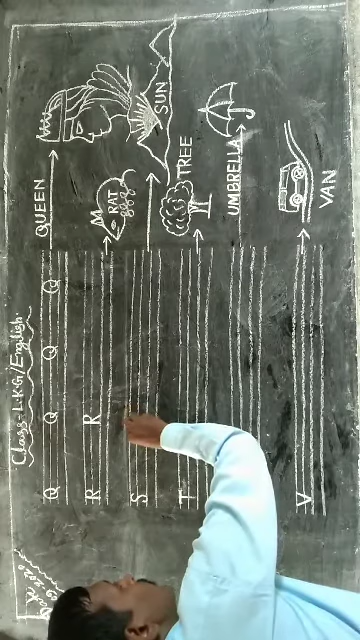 Class:- L.K.G/English
Q Q Q Q QUEEN
R R RAT
S SUN
T TREE
UMBRELLA
V VAN